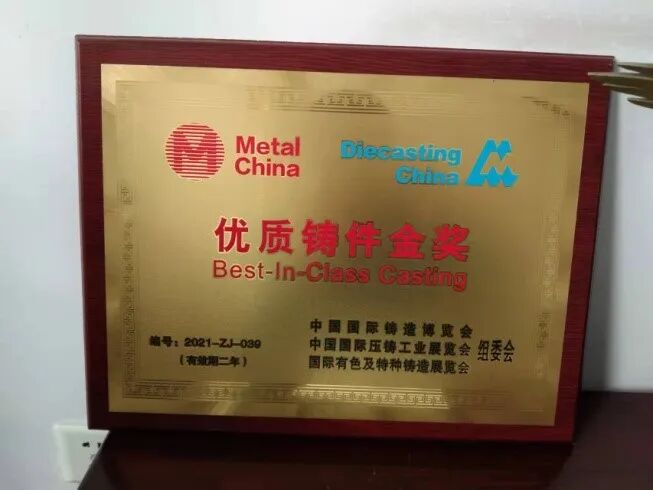 Metal
China
Diecasting
China
优质铸件金奖
Best-In-Class Casting
编号：2021-ZJ-039
（有效期二年）
中国国际铸造博览会
中国国际压铸工业展览会 组委会
国际有色及特种铸造展览会